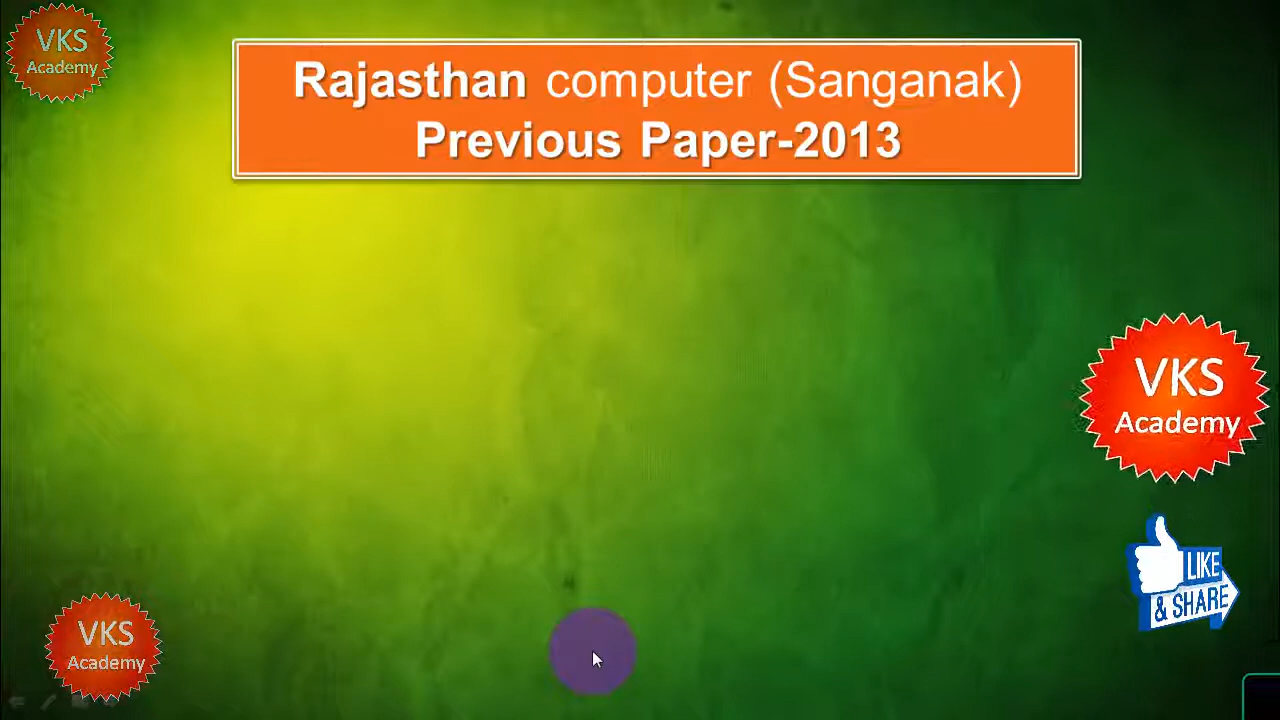 VKS
Academy
Rajasthan computer (Sanganak)
Previous Paper-2013
VKS
Academy
LIKE
& SHARE
VKS
Academy